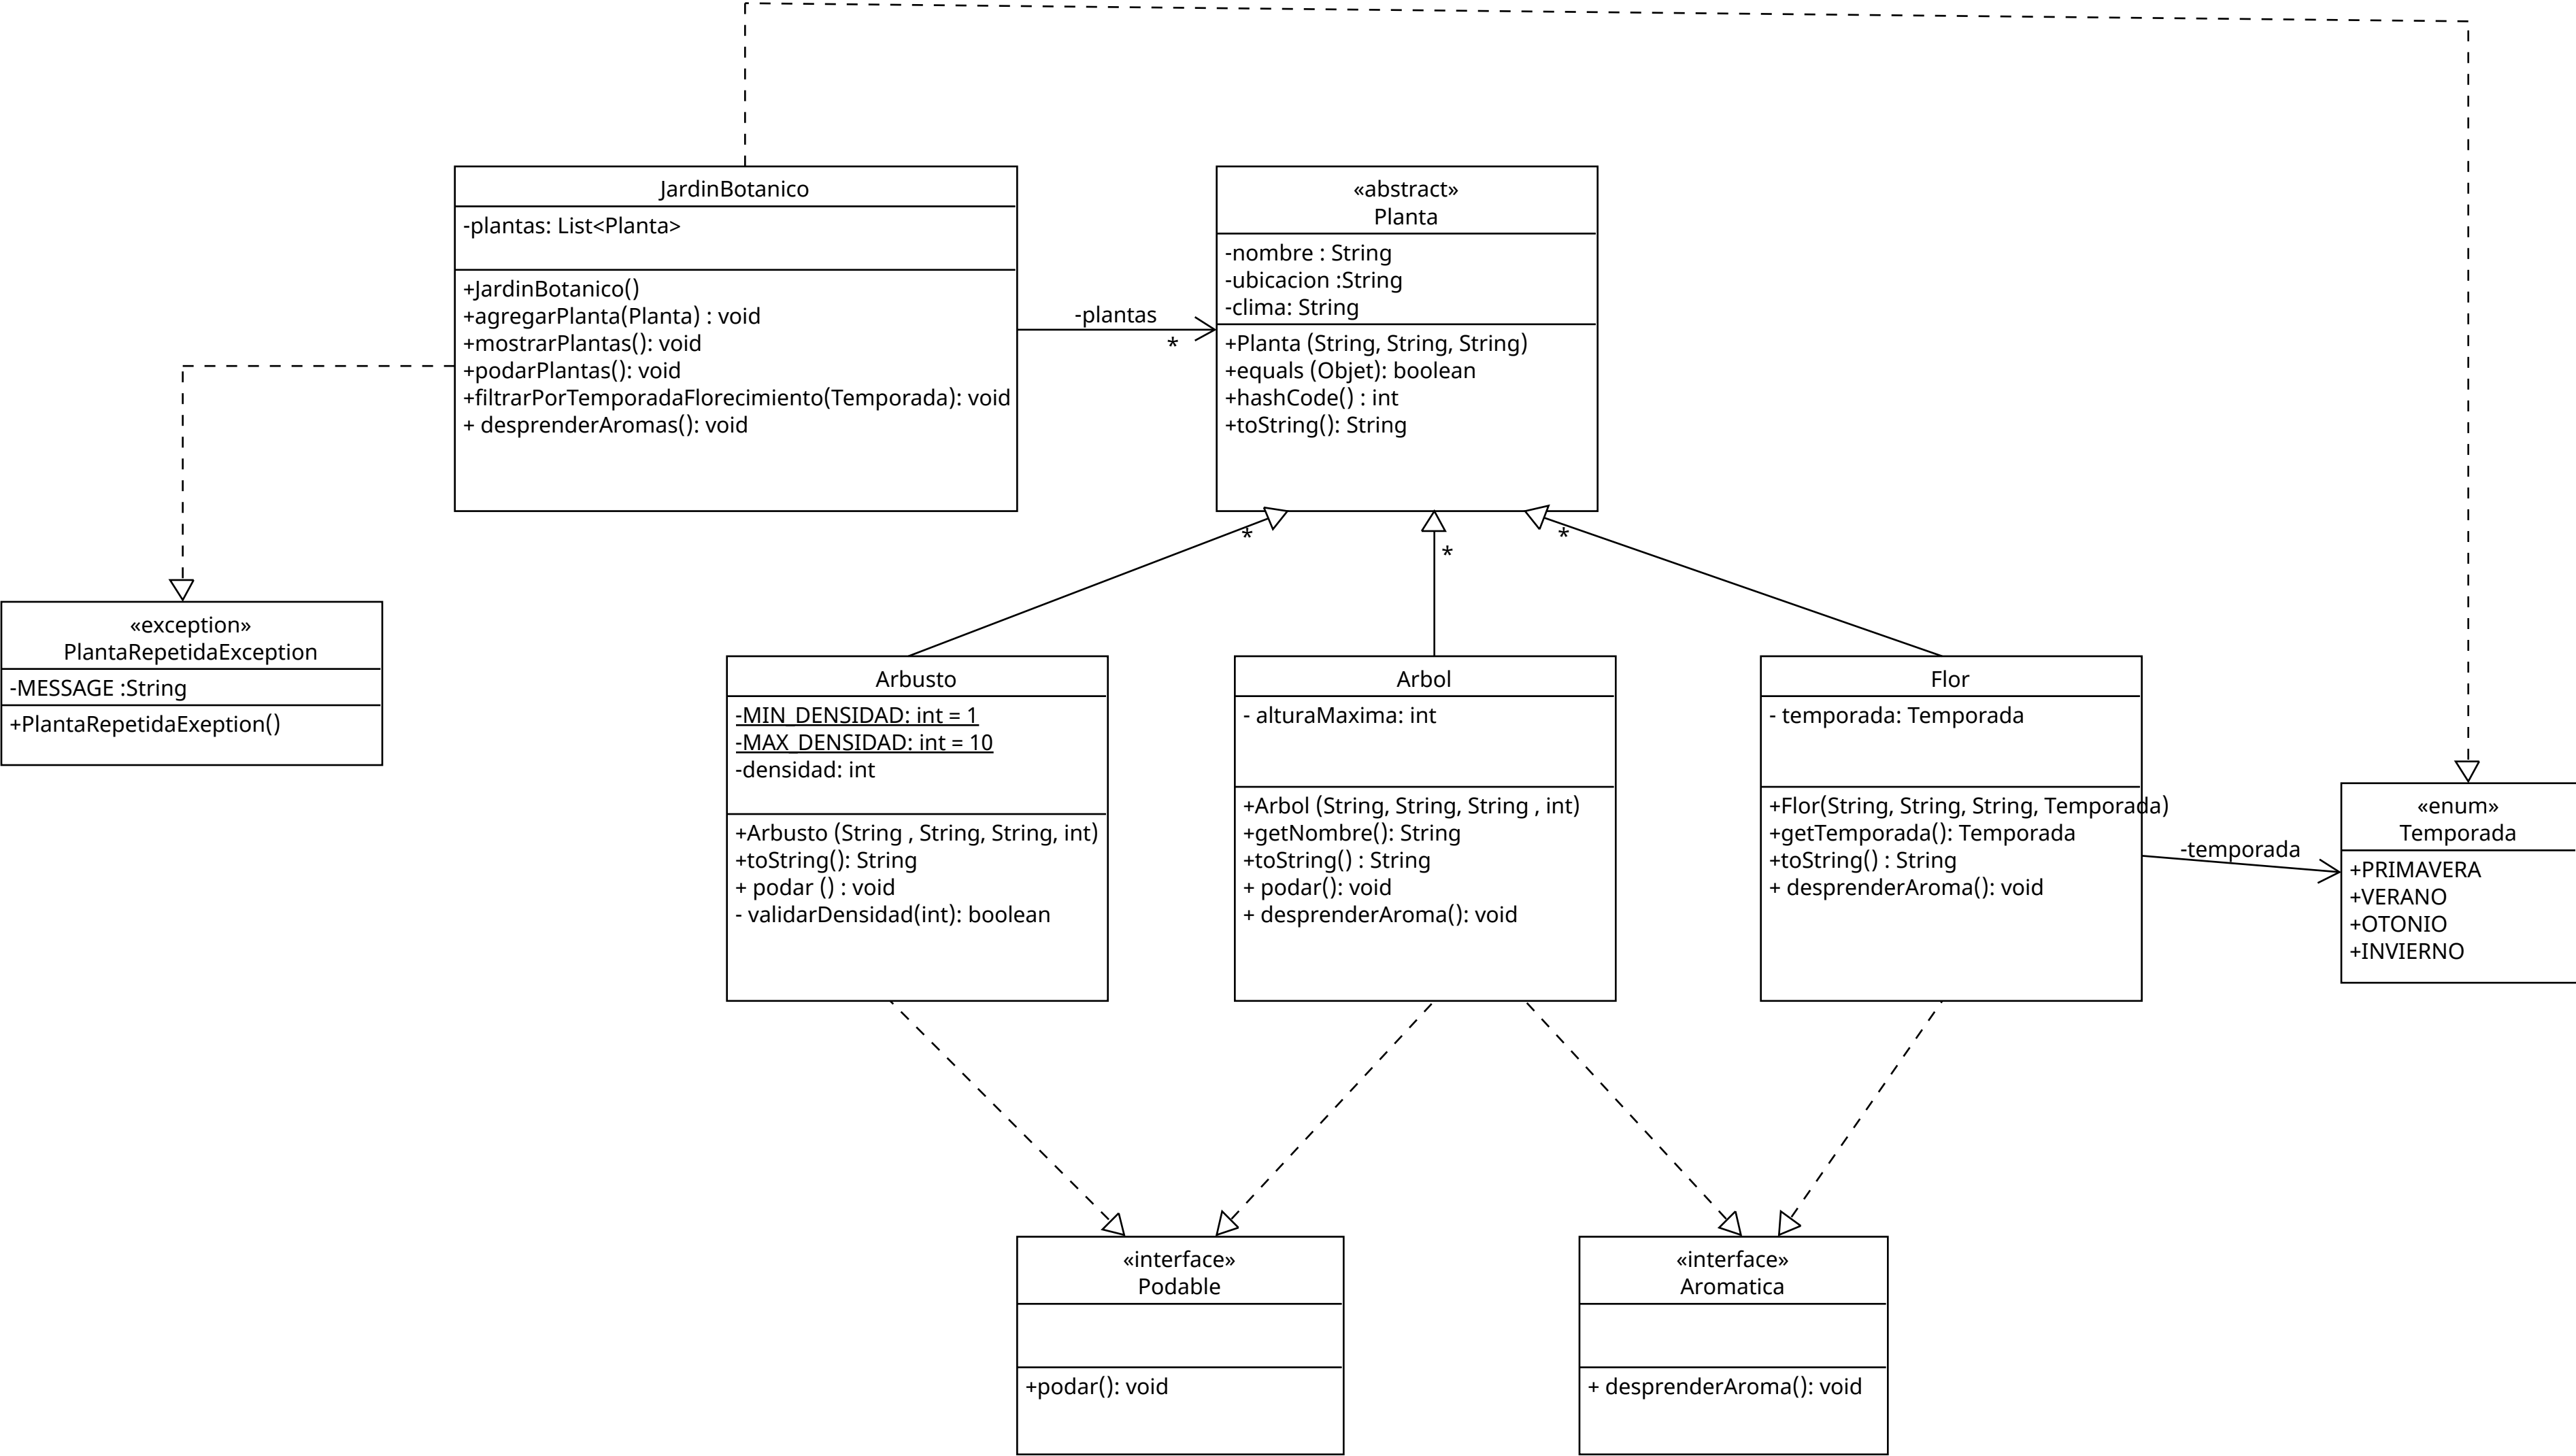 JardinBotanico
-plantas: List<Planta>
+JardinBotanico()
+agregarPlanta(Planta) : void
+mostrarPlantas(): void
+podarPlantas(): void
+filtrarPorTemporadaFlorecimiento(Temporada): void
+ desprenderAromas(): void
-plantas
*
«abstract»
Planta
-nombre : String
-ubicacion :String
-clima: String
+Planta (String, String, String)
+equals (Objet): boolean
+hashCode() : int
+toString(): String
*
*
*
«exception»
PlantaRepetidaException
-MESSAGE :String
+PlantaRepetidaExeption()
Arbusto
-MIN_DENSIDAD: int = 1
-MAX_DENSIDAD: int = 10
-densidad: int
+Arbusto (String , String, String, int)
+toString(): String
+ podar () : void
- validarDensidad(int): boolean
Arbol
- alturaMaxima: int
+Arbol (String, String, String , int)
+getNombre(): String
+toString() : String
+ podar(): void
+ desprenderAroma(): void
Flor
- temporada: Temporada
+Flor(String, String, String, Temporada)
+getTemporada(): Temporada
+toString() : String
+ desprenderAroma(): void
-temporada
«enum»
Temporada
+PRIMAVERA
+VERANO
+OTONIO
+INVIERNO
«interface»
Podable
+podar(): void
«interface»
Aromatica
+ desprenderAroma(): void